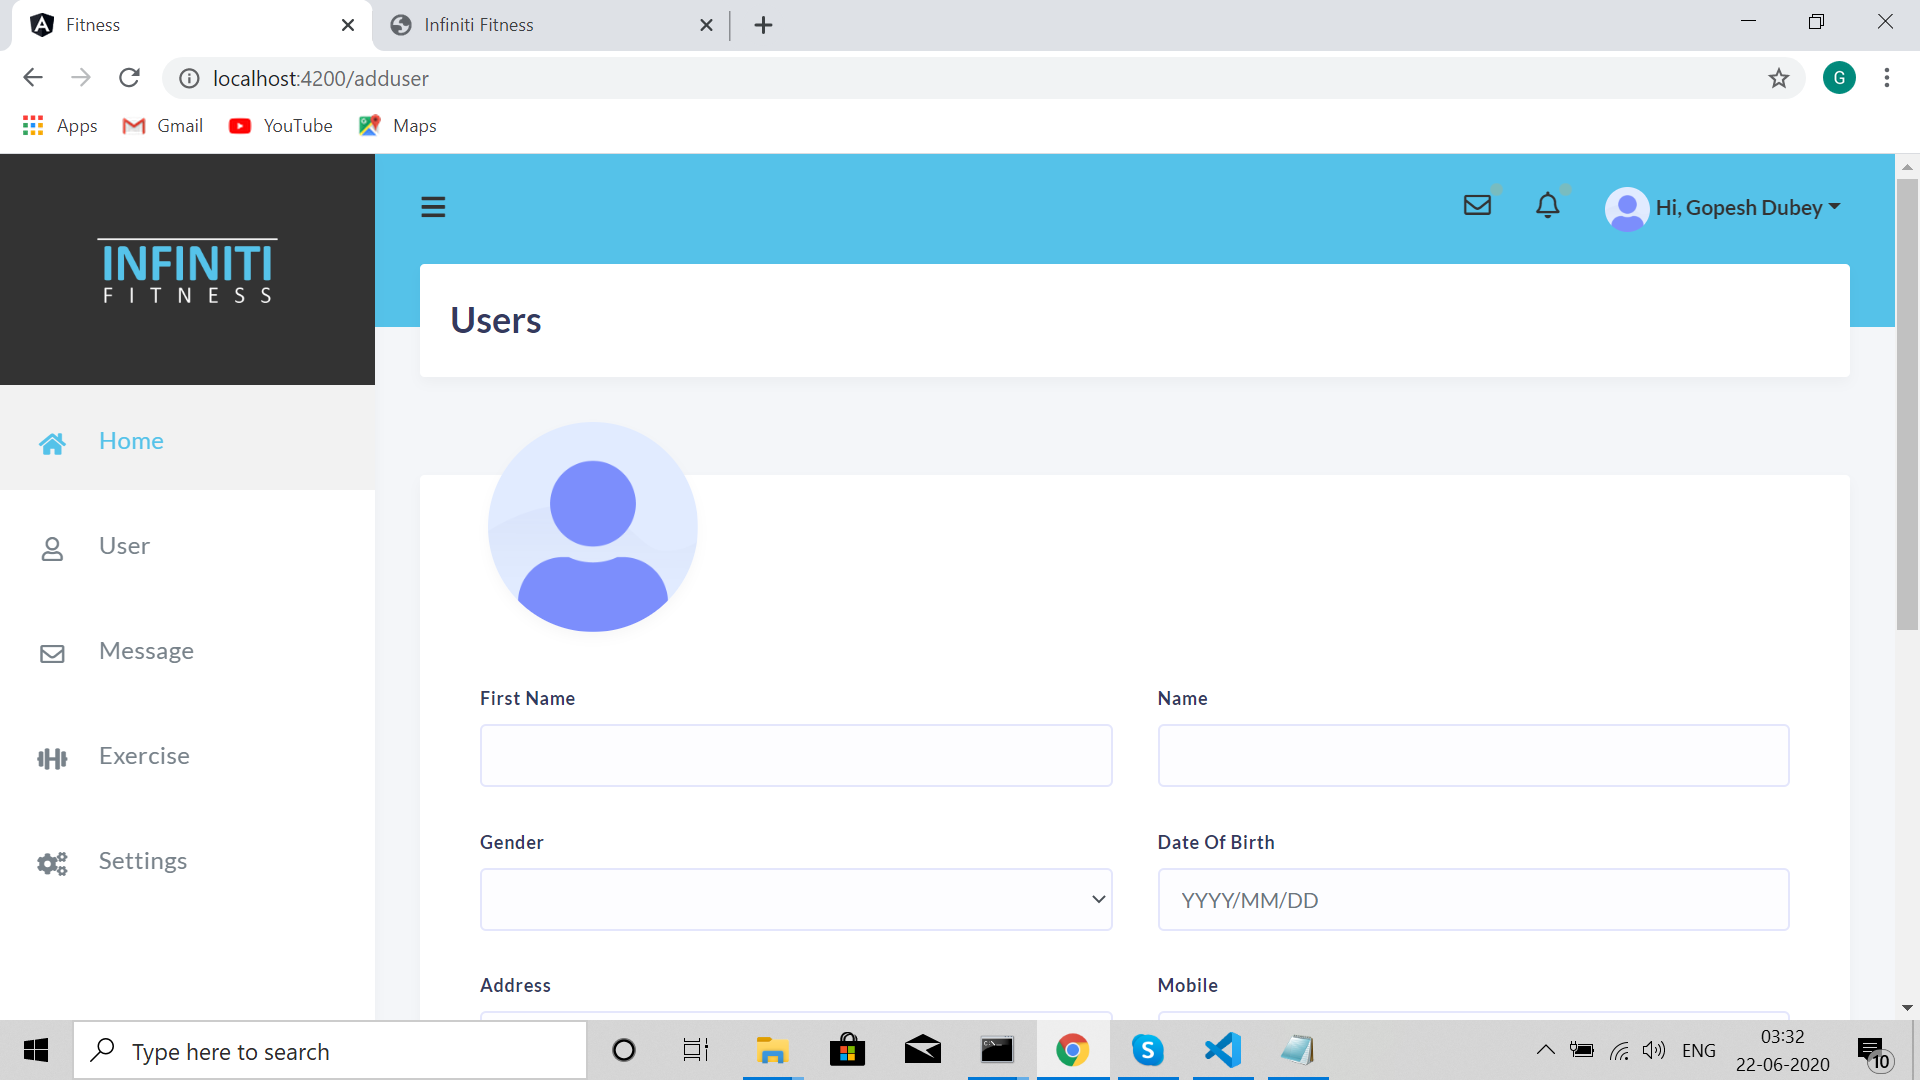 Fitness
Infiniti Fitness
localhost:4200/adduser
G
Apps
Gmail
YouTube
Maps
INFINITI
FITNESS
Hi, Gopesh Dubey
Users
Home
User
Message
Exercise
Settings
First Name
Name
Gender
Date Of Birth
YYYY/MM/DD
Address
Mobile
Type here to search
ENG
03:32
22-06-2020
10